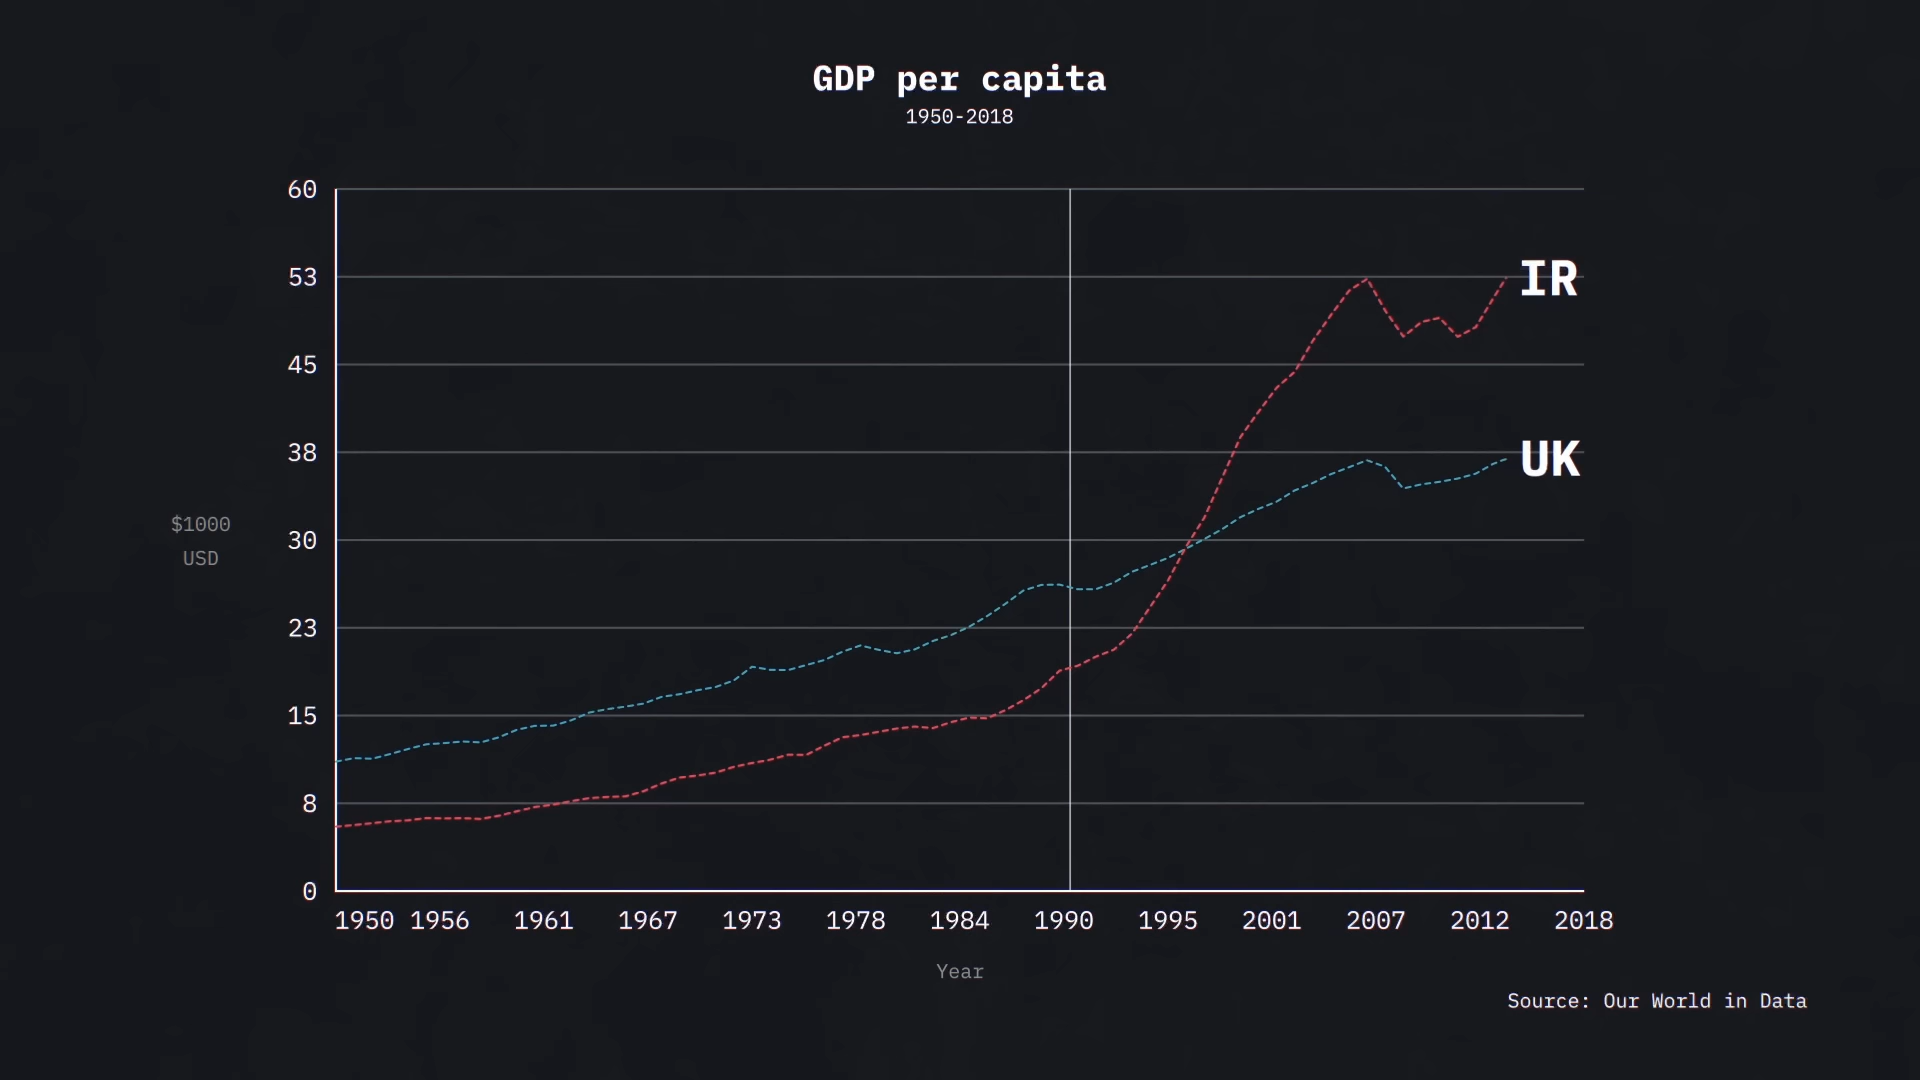 GDP per capita
1950-2018
60
53
IR
45
38
UK
$1000
USD
30
23
15
8
0
1950 1956 1961 1967 1973 1978 1984 1990 1995 2001 2007 2012 2018
Year
Source: Our World in Data